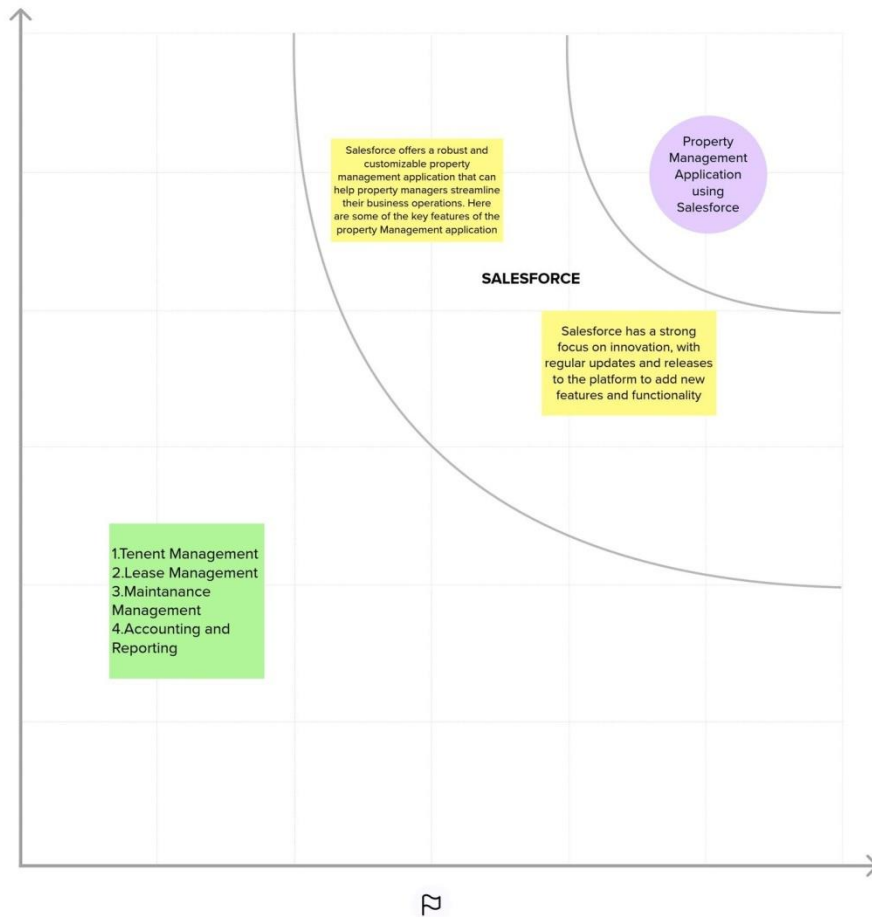 Salesforce offers a robust and
customizable property
management application that can
help property managers streamline
their business operations. Here
are some of the key features of the
property Management application
Property
Management
Application
using
Salesforce
SALESFORCE
Salesforce has a strong
focus on innovation, with
regular updates and releases
to the platform to add new
features and functionality
1.Tenent Management
2.Lease Management
3.Maintanance
Management
4.Accounting and
Reporting